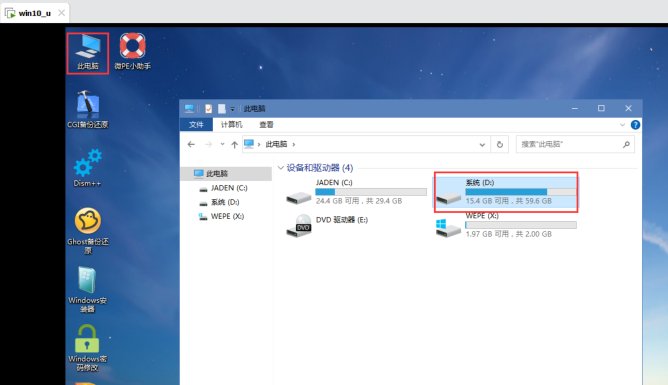 win10_u
此电脑
微PE小助手
CGI备份还原
Dism++
Ghost备份还
原
Windows安
装器
Windows密
码修改
此电脑
文件
计算机
查看
此电脑
搜索"此电脑"
此电脑
JADEN (C:)
系统 (D:)
WEPE (X:)
设备和驱动器 (4)
JADEN (C:)
24.4 GB 可用，共 29.4 GB
系统 (D:)
15.4 GB 可用，共 59.6 GB
DVD 驱动器 (E:)
DVD
WEPE (X:)
1.97 GB 可用，共 2.00 GB